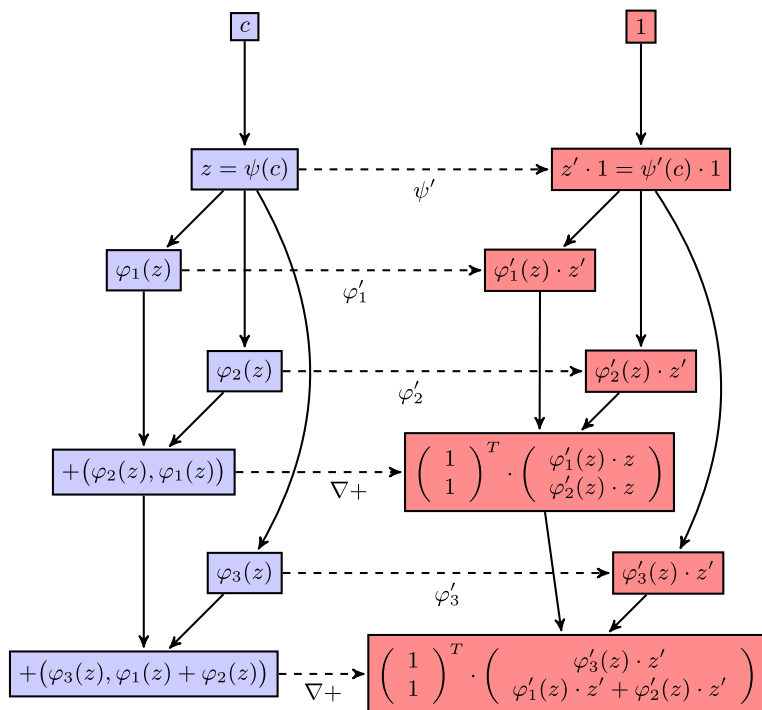 c
1
z = ψ(c)
ψ′
z′ · 1 = ψ′(c) · 1
φ₁(z)
φ′₁
φ′₁(z) · z′
φ₂(z)
φ′₂
φ′₂(z) · z′
+(φ₂(z), φ₁(z))
∇+
( 1 1 )ᵀ · ( φ′₁(z) · z φ′₂(z) · z )
φ₃(z)
φ′₃
φ′₃(z) · z′
+(φ₃(z), φ₁(z) + φ₂(z))
∇+
( 1 1 )ᵀ · ( φ′₃(z) · z′ φ′₁(z) · z′ + φ′₂(z) · z′ )